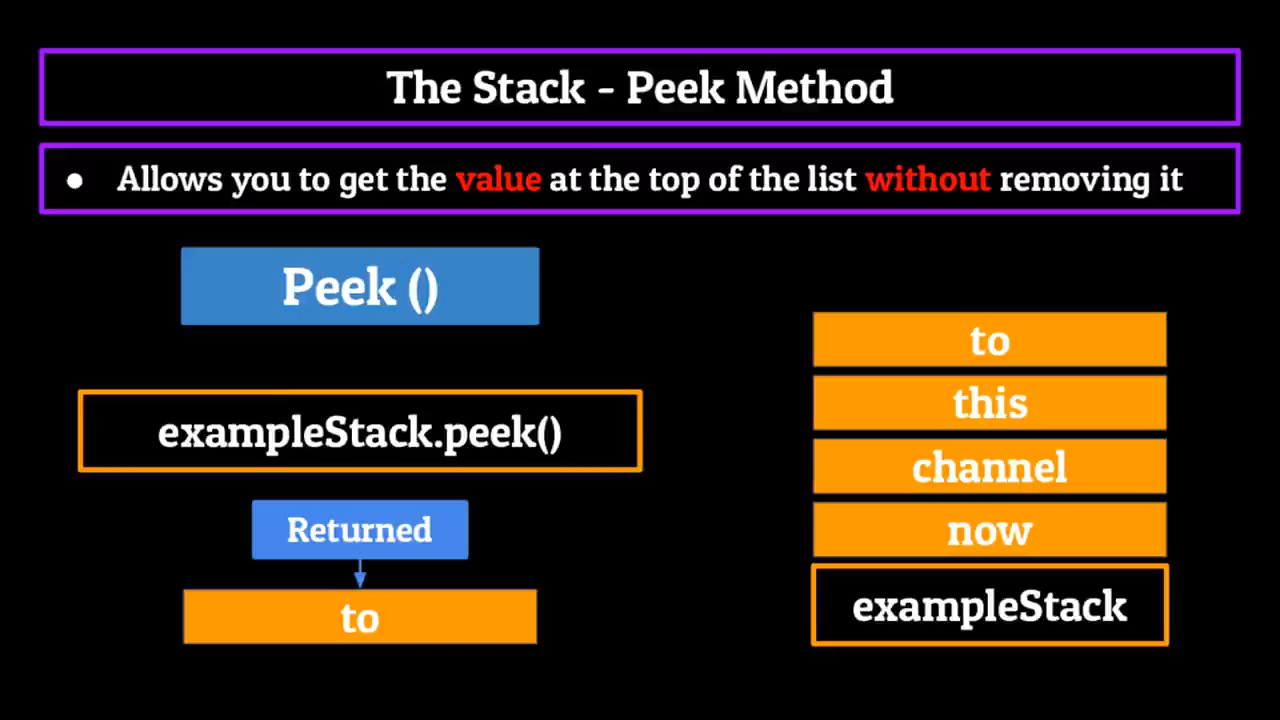 The Stack - Peek Method
● Allows you to get the value at the top of the list without removing it
Peek ()
exampleStack.peek()
Returned
to
to
this
channel
now
exampleStack